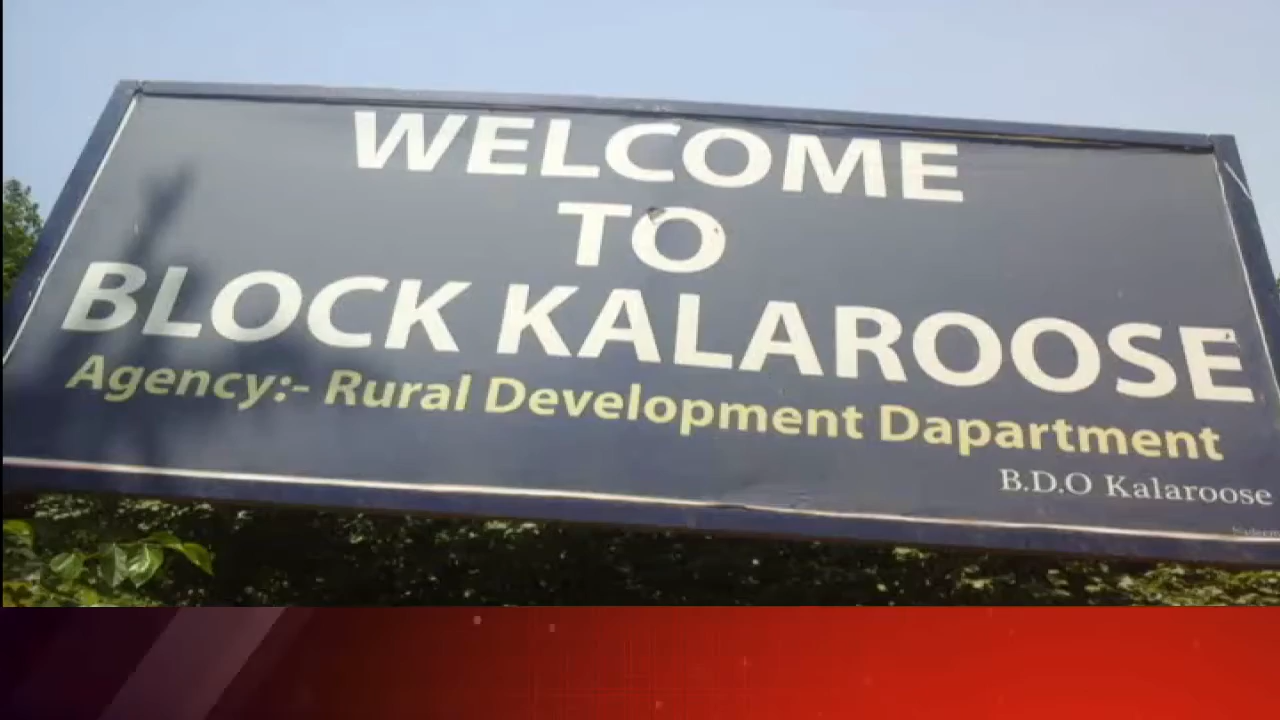 WELCOME
TO
BLOCK KALAROOSE
Agency:- Rural Development Dapartment
B.D.O Kalaroose